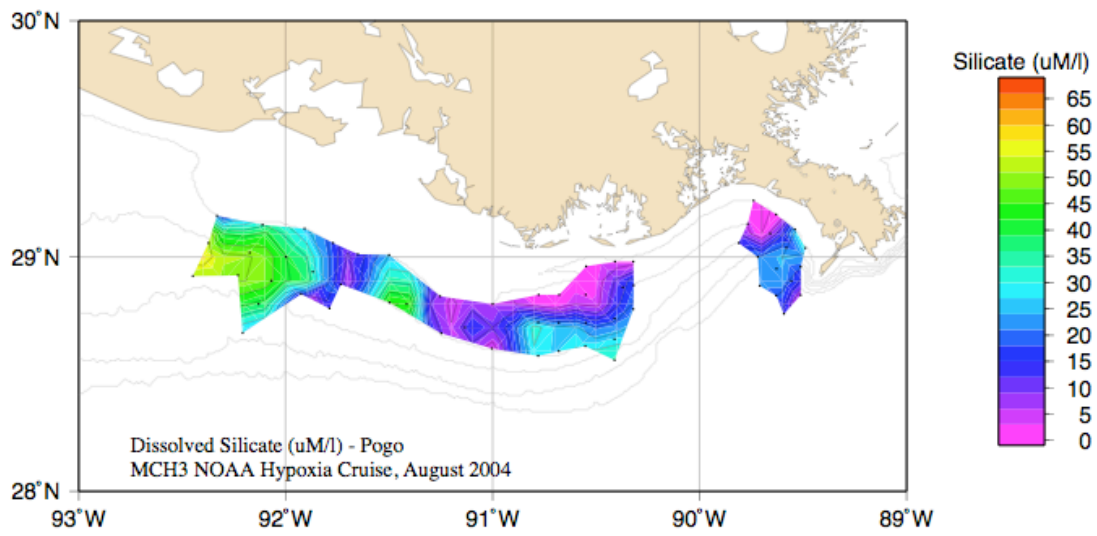 30°N
Silicate (uM/l)
65
60
55
50
45
40
35
30
25
20
15
10
5
0
29°N
Dissolved Silicate (uM/l) - Pogo
MCH3 NOAA Hypoxia Cruise, August 2004
28°N
93°W 92°W 91°W 90°W 89°W